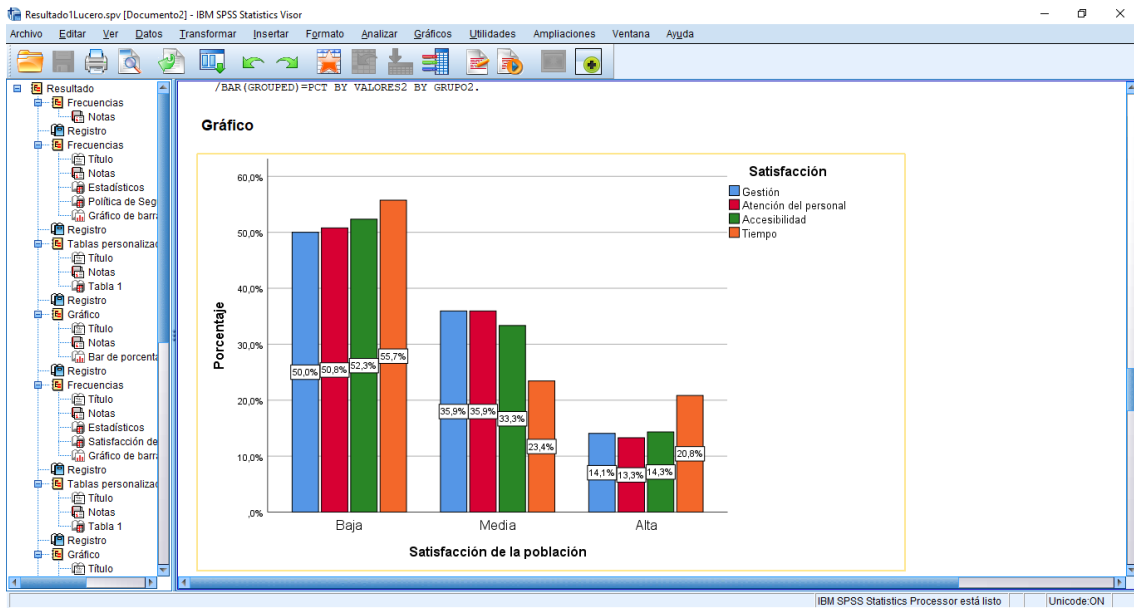 Resultado1Lucero.spv [Documento2] - IBM SPSS Statistics Visor
Archivo Editar Ver Datos Transformar Insertar Formato Analizar Gráficos Utilidades Ampliaciones Ventana Ayuda
Resultado
Frecuencias
Notas
Registro
Frecuencias
Título
Notas
Estadísticos
Política de Seg
Gráfico de barr
Registro
Tablas personaliza
Título
Notas
Tabla 1
Registro
Gráfico
Título
Notas
Bar de porcent
Registro
Frecuencias
Título
Notas
Estadísticos
Satisfacción de
Gráfico de barr
Registro
Tablas personaliza
Título
Notas
Tabla 1
Registro
Gráfico
Título
/BAR(GROUPED)=PCT BY VALORES2 BY GRUPO2.
Gráfico
Satisfacción
Gestión
Atención del personal
Accesibilidad
Tiempo
Porcentaje
60,0%
50,0%
40,0%
30,0%
20,0%
10,0%
,0%
50,0% 50,8% 52,3% 55,7%
35,9% 35,9% 33,3% 23,4%
14,1% 13,3% 14,3% 20,8%
Baja Media Alta
Satisfacción de la población
IBM SPSS Statistics Processor está listo Unicode:ON